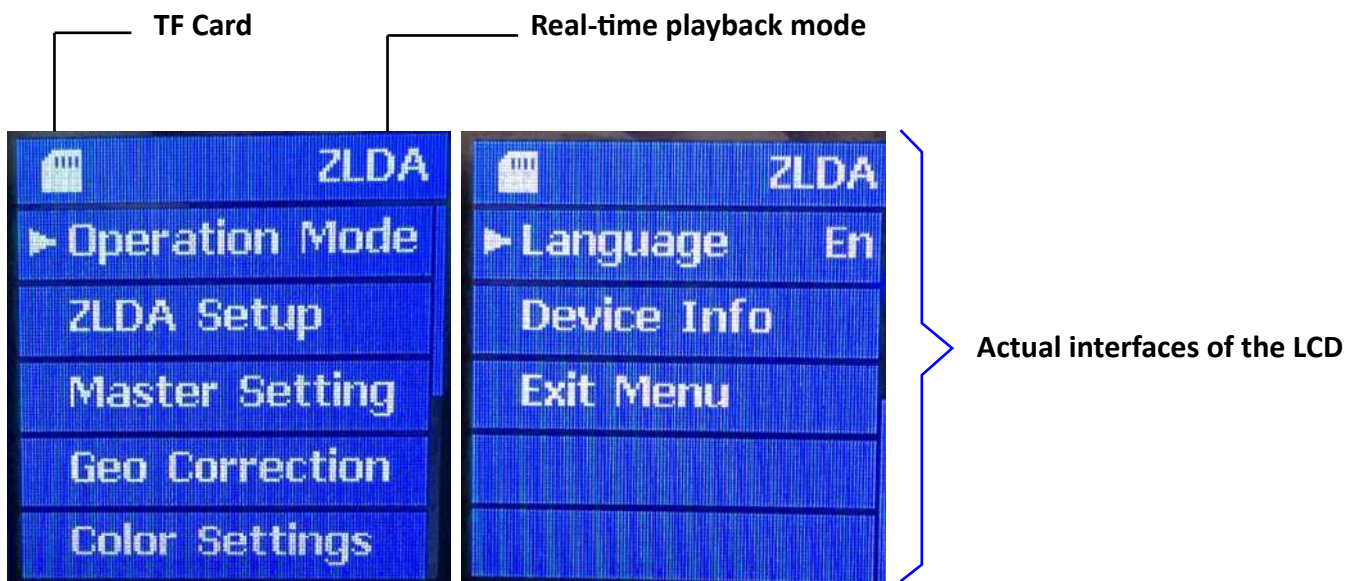 TF Card
Real-time playback mode
ZLDA
Operation Mode
ZLDA Setup
Master Setting
Geo Correction
Color Settings
ZLDA
Language En
Device Info
Exit Menu
Actual interfaces of the LCD